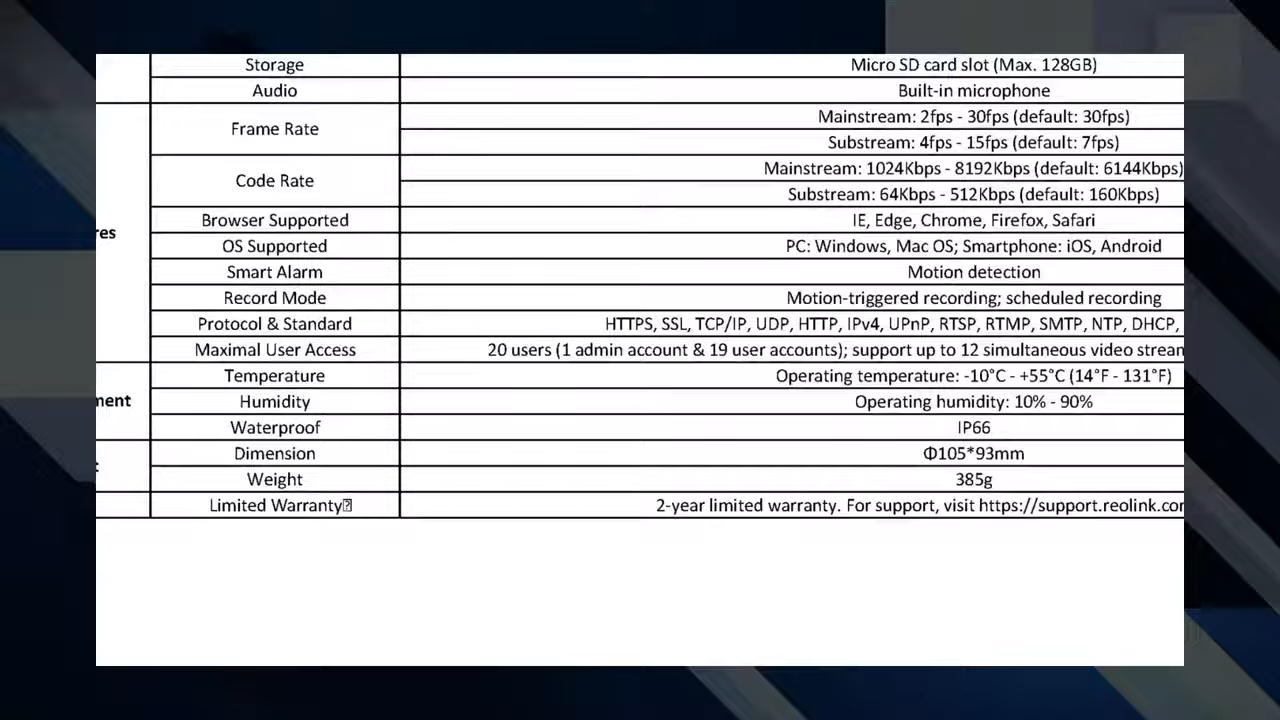 Storage Micro SD card slot (Max. 128GB)
Audio Built-in microphone
Frame Rate Mainstream: 2fps - 30fps (default: 30fps)
Substream: 4fps - 15fps (default: 7fps)
Code Rate Mainstream: 1024Kbps - 8192Kbps (default: 6144Kbps)
Substream: 64Kbps - 512Kbps (default: 160Kbps)
res
Browser Supported IE, Edge, Chrome, Firefox, Safari
OS Supported PC: Windows, Mac OS; Smartphone: iOS, Android
Smart Alarm Motion detection
Record Mode Motion-triggered recording; scheduled recording
Protocol & Standard HTTPS, SSL, TCP/IP, UDP, HTTP, IPv4, UPnP, RTSP, RTMP, SMTP, NTP, DHCP,
Maximal User Access 20 users (1 admin account & 19 user accounts); support up to 12 simultaneous video stream
Temperature Operating temperature: -10°C - +55°C (14°F - 131°F)
ment Humidity Operating humidity: 10% - 90%
Waterproof IP66
Dimension Φ105*93mm
Weight 385g
Limited Warranty 2-year limited warranty. For support, visit https://support.reolink.com